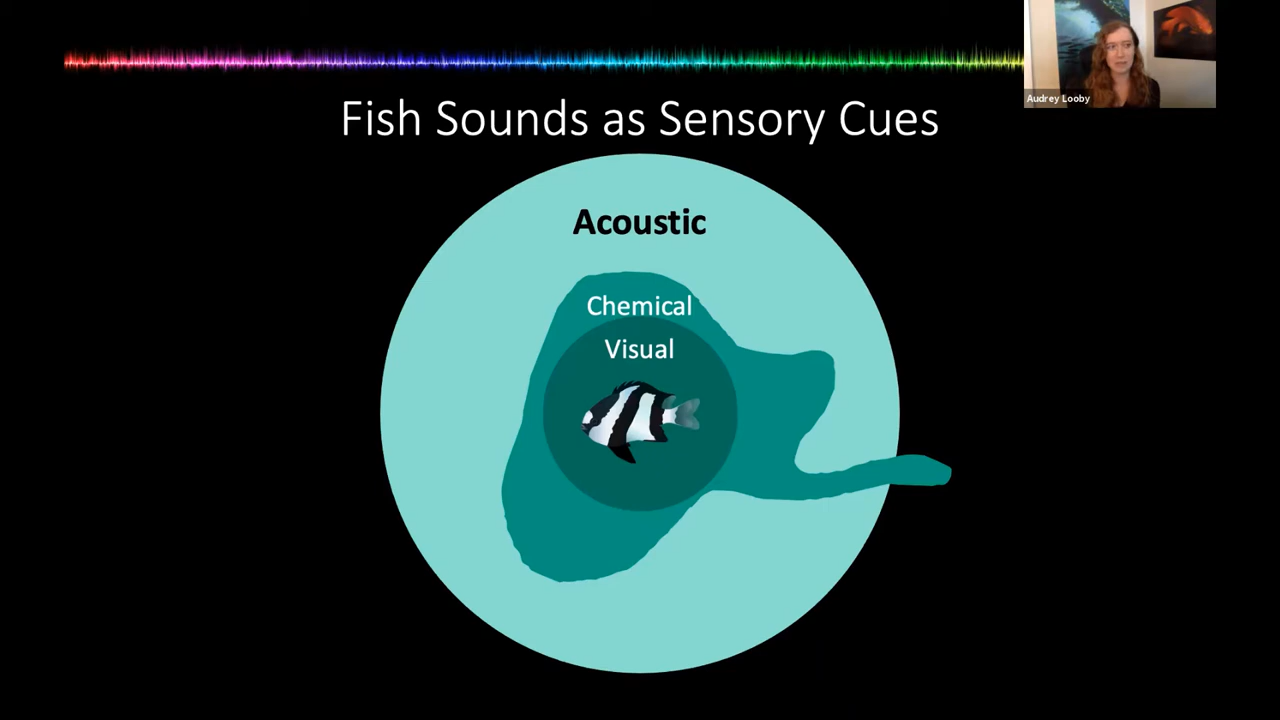 Audrey Looby
Fish Sounds as Sensory Cues
Acoustic
Chemical
Visual